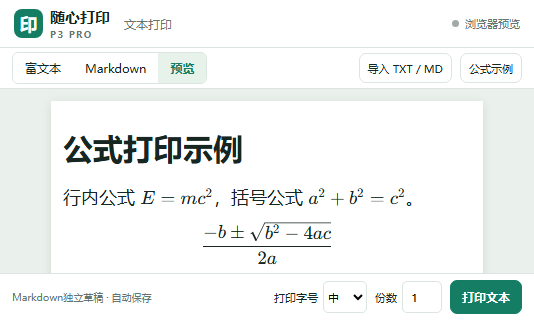 印 随心打印 文本打印 浏览器预览
P3 PRO
富文本 Markdown 预览 导入 TXT / MD 公式示例
公式打印示例
行内公式 E = mc²，括号公式 a² + b² = c²。
−b ± √b² − 4ac
2a
Markdown独立草稿 · 自动保存 打印字号 中 份数 1 打印文本